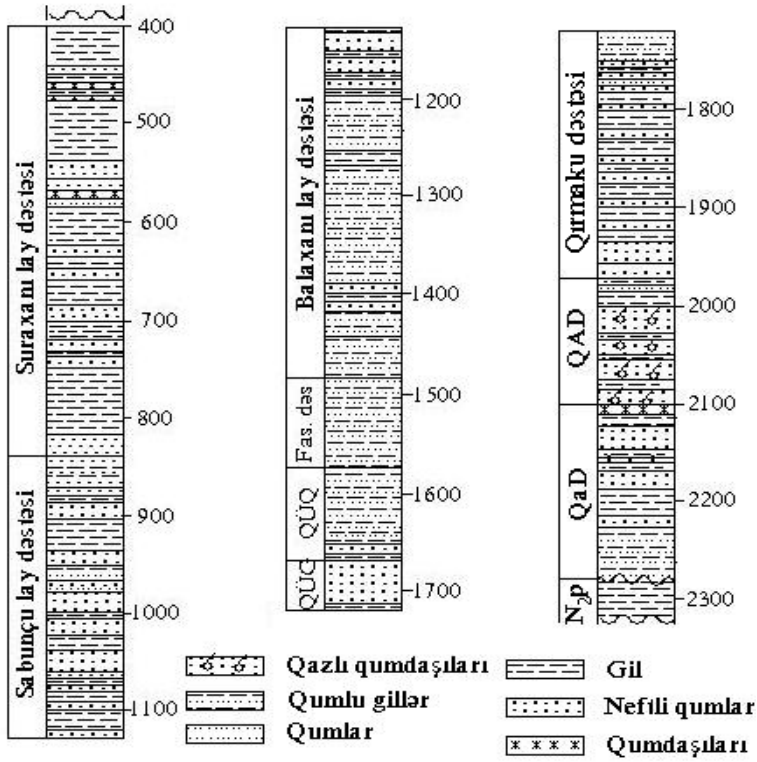 Suraxanı lay dəstəsi
Sabunçu lay dəstəsi
400
500
600
700
800
900
1000
1100
Balaxanı lay dəstəsi
Fas. dəs
QÜQ
QÜG
1200
1300
1400
1500
1600
1700
Qırmaku dəstəsi
QAD
QaD
N₂p
1800
1900
2000
2100
2200
2300
Qazlı qumdaşıları
Qumlu gillər
Qumlar
Gil
Neftili qumlar
Qumdaşıları